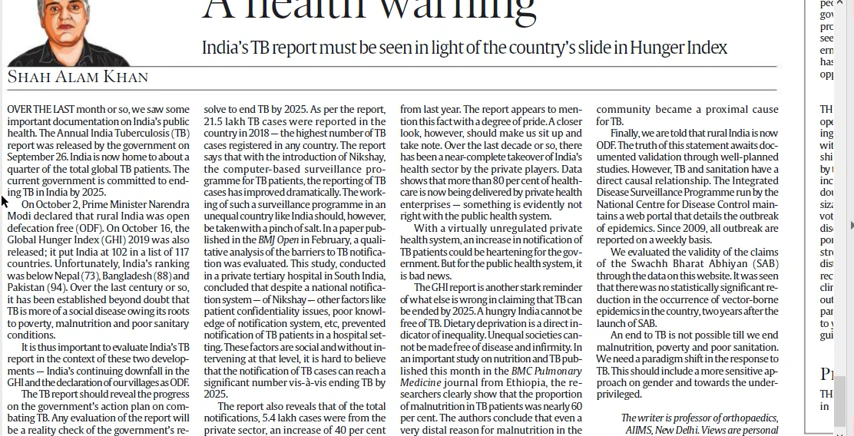 A health warning
India's TB report must be seen in light of the country's slide in Hunger Index
SHAH ALAM KHAN
OVER THE LAST month or so, we saw some
important documentation on India's public
health. The Annual India Tuberculosis (TB)
report was released by the government on
September 26. India is now home to about a
quarter of the total global TB patients. The
current government is committed to end-
ing TB in India by 2025.
On October 2, Prime Minister Narendra
Modi declared that rural India is open
defecation free (ODF). On October 16, the
Global Hunger Index (GHI) 2019 was also
released; it put India at 102 in a list of 117
countries. Unfortunately, India's ranking
was below Nepal (73), Bangladesh (88) and
Pakistan (94). Over the last century or so,
it has been established beyond doubt that
TB is more of a social disease owing its roots
to poverty, malnutrition and poor sanitary
conditions.
It is thus important to evaluate India's TB
report in the context of these two develop-
ments — India's continuing downfall in the
GHI and the declaration of our villages as ODF.
The TB report should reveal the progress
on the government's action plan on com-
bating TB. Any evaluation of the report will
be a reality check of the government's re-
solve to end TB by 2025. As per the report,
21.5 lakh TB cases were reported in the
country in 2018 — the highest number of TB
cases registered in any country. The report
says that with the introduction of Nikshay,
the computer-based surveillance pro-
gramme for TB patients, the reporting of TB
cases has improved dramatically. The work-
ing of such a surveillance programme in an
unequal country like India should, however,
be taken with a pinch of salt. In a paper pub-
lished in the BMJ Open in February, a quali-
tative analysis of the barriers to TB notifica-
tion was evaluated. This study, conducted
in a private tertiary hospital in South India,
concluded that despite a national notifica-
tion system — of Nikshay — other factors like
patient confidentiality issues, poor knowl-
edge of notification system, etc, prevented
notification of TB patients in a hospital set-
ting. These factors are social and without in-
tervening at that level, it is hard to believe
that the notification of TB cases can reach a
significant number vis-à-vis ending TB by
2025.
The report also reveals that of the total
notifications, 5.4 lakh cases were from the
private sector, an increase of 40 per cent
from last year. The report appears to men-
tion this fact with a degree of pride. A closer
look, however, should make us sit up and
take note. Over the last decade or so, there
has been a near-complete takeover of India's
health sector by the private players. Data
shows that more than 80 per cent of health-
care is now being delivered by private health
enterprises — something is evidently not
right with the public health system.
With a virtually unregulated private
health system, an increase in notification of
TB patients could be heartening for the gov-
ernment. But for the public health system, it
is bad news.
The GHI report is another stark reminder
of what else is wrong in claiming that TB can
be ended by 2025. A hungry India cannot be
free of TB. Dietary deprivation is a direct in-
dicator of inequality. Unequal societies can-
not be made free of disease and infirmity. In
an important study on nutrition and TB pub-
lished this month in the BMC Pulmonary
Medicine journal from Ethiopia, the re-
searchers clearly show that the proportion
of malnutrition in TB patients was nearly 60
per cent. The authors conclude that even a
very distal reason for malnutrition in the
community became a proximal cause
for TB.
Finally, we are told that rural India is now
ODF. The truth of this statement awaits doc-
umented validation through well-planned
studies. However, TB and sanitation have a
direct causal relationship. The Integrated
Disease Surveillance Programme run by the
National Centre for Disease Control main-
tains a web portal that details the outbreak
of epidemics. Since 2009, all outbreak are
reported on a weekly basis.
We evaluated the validity of the claims
of the Swachh Bharat Abhiyan (SAB)
through the data on this website. It was seen
that there was no statistically significant re-
duction in the occurrence of vector-borne
epidemics in the country, two years after the
launch of SAB.
An end to TB is not possible till we end
malnutrition, poverty and poor sanitation.
We need a paradigm shift in the response to
TB. This should include a more sensitive ap-
proach on gender and towards the under-
privileged.
The writer is professor of orthopaedics,
AIIMS, New Delhi. Views are personal